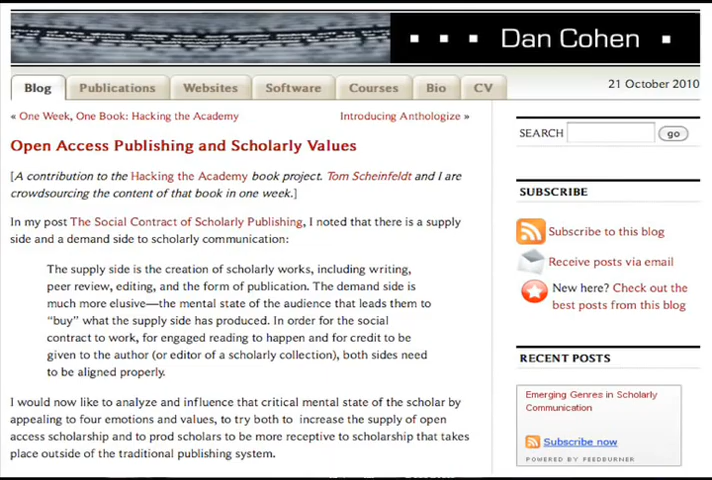 Dan Cohen
Blog Publications Websites Software Courses Bio CV
21 October 2010
« One Week, One Book: Hacking the Academy
Introducing Anthologize »
Open Access Publishing and Scholarly Values
[A contribution to the Hacking the Academy book project. Tom Scheinfeldt and I are
crowdsourcing the content of that book in one week.]
In my post The Social Contract of Scholarly Publishing, I noted that there is a supply
side and a demand side to scholarly communication:
The supply side is the creation of scholarly works, including writing,
peer review, editing, and the form of publication. The demand side is
much more elusive—the mental state of the audience that leads them to
“buy” what the supply side has produced. In order for the social
contract to work, for engaged reading to happen and for credit to be
given to the author (or editor of a scholarly collection), both sides need
to be aligned properly.
I would now like to analyze and influence that critical mental state of the scholar by
appealing to four emotions and values, to try both to increase the supply of open
access scholarship and to prod scholars to be more receptive to scholarship that takes
place outside of the traditional publishing system.
SEARCH go
SUBSCRIBE
Subscribe to this blog
Receive posts via email
New here? Check out the
best posts from this blog
RECENT POSTS
Emerging Genres in Scholarly
Communication
Subscribe now
POWERED BY FEEDBURNER